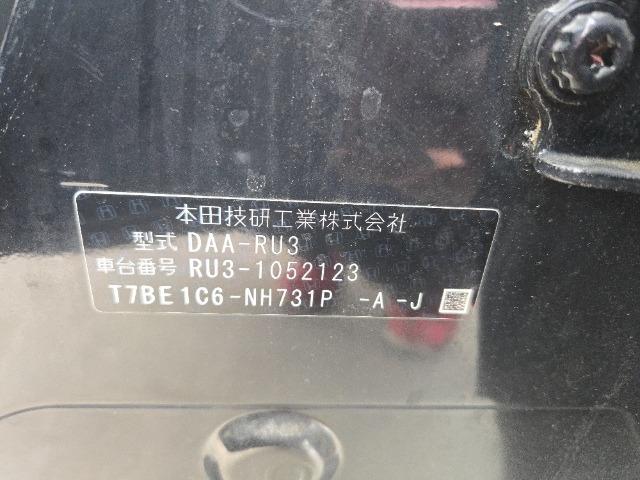 本田技研工業株式会社
型式 DAA-RU3
車台番号 RU3-1052123
T7BE1C6-NH731P -A -J